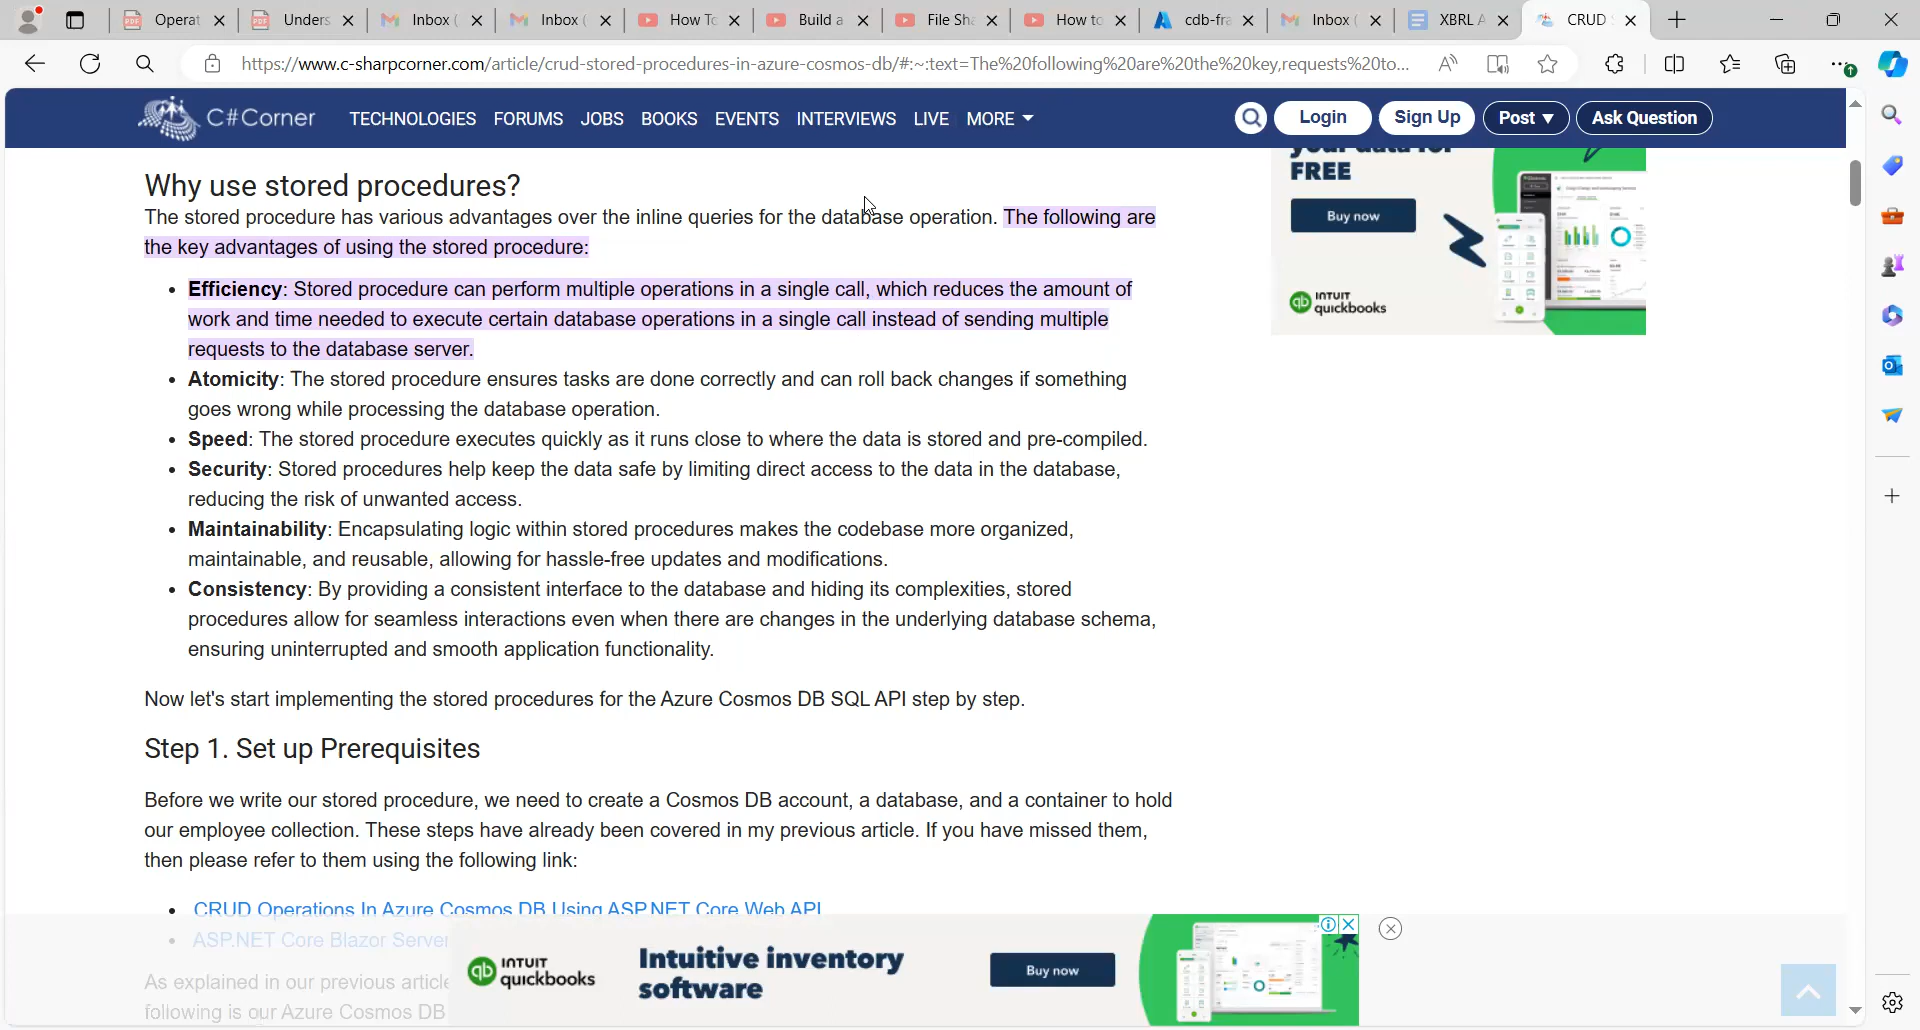 Operat
Unders
Inbox (
Inbox (
How To
Build a
File Sha
How to
cdb-fra
Inbox (
XBRL A
CRUD S
https://www.c-sharpcorner.com/article/crud-stored-procedures-in-azure-cosmos-db/#:~:text=The%20following%20are%20the%20key,requests%20to...
C#Corner
TECHNOLOGIES FORUMS JOBS BOOKS EVENTS INTERVIEWS LIVE MORE
Login
Sign Up
Post
Ask Question
Why use stored procedures?
The stored procedure has various advantages over the inline queries for the database operation. The following are
the key advantages of using the stored procedure:
• Efficiency: Stored procedure can perform multiple operations in a single call, which reduces the amount of
work and time needed to execute certain database operations in a single call instead of sending multiple
requests to the database server.
• Atomicity: The stored procedure ensures tasks are done correctly and can roll back changes if something
goes wrong while processing the database operation.
• Speed: The stored procedure executes quickly as it runs close to where the data is stored and pre-compiled.
• Security: Stored procedures help keep the data safe by limiting direct access to the data in the database,
reducing the risk of unwanted access.
• Maintainability: Encapsulating logic within stored procedures makes the codebase more organized,
maintainable, and reusable, allowing for hassle-free updates and modifications.
• Consistency: By providing a consistent interface to the database and hiding its complexities, stored
procedures allow for seamless interactions even when there are changes in the underlying database schema,
ensuring uninterrupted and smooth application functionality.
Now let's start implementing the stored procedures for the Azure Cosmos DB SQL API step by step.
Step 1. Set up Prerequisites
Before we write our stored procedure, we need to create a Cosmos DB account, a database, and a container to hold
our employee collection. These steps have already been covered in my previous article. If you have missed them,
then please refer to them using the following link:
• CRUD Operations In Azure Cosmos DB Using ASP.NET Core Web API
• ASP.NET Core Blazor Server
As explained in our previous article
following is our Azure Cosmos DB
your data for
FREE
Buy now
INTUIT
quickbooks
INTUIT
quickbooks
Intuitive inventory
software
Buy now